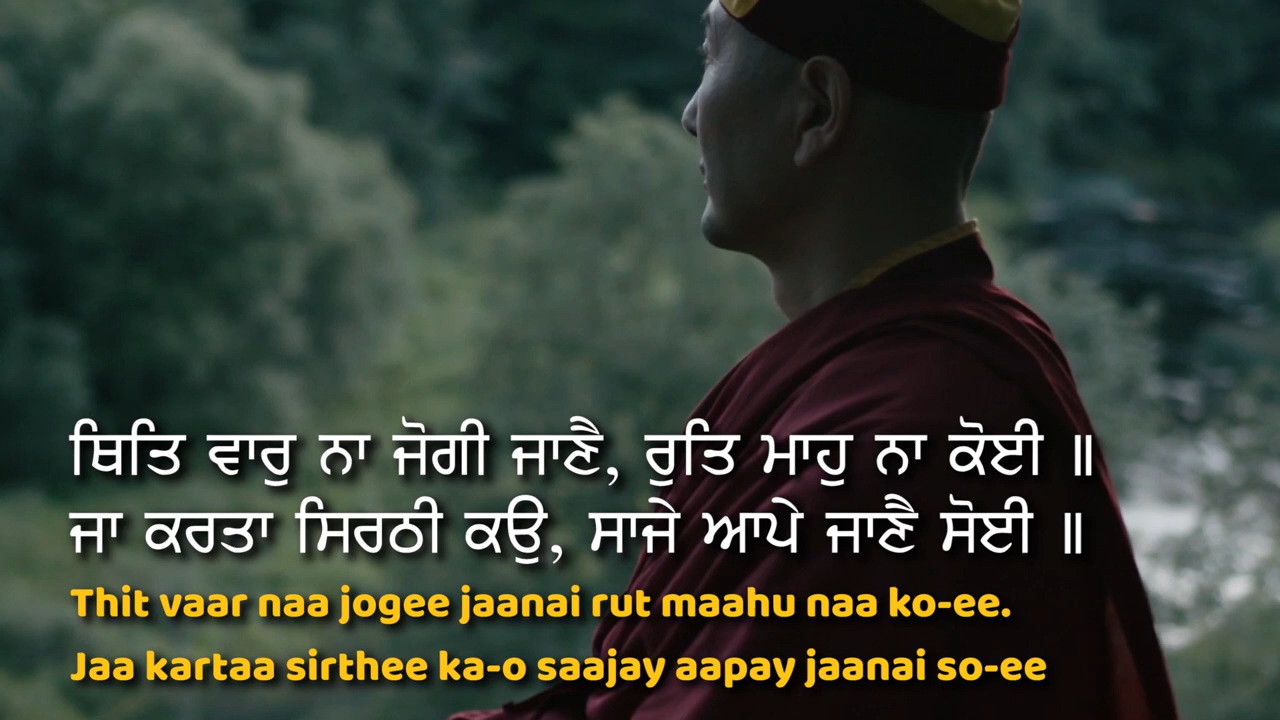 ਥਿਤਿ ਵਾਰੁ ਨਾ ਜੋਗੀ ਜਾਣੈ, ਰੁਤਿ ਮਾਹੁ ਨਾ ਕੋਈ ॥
ਜਾ ਕਰਤਾ ਸਿਰਠੀ ਕਉ, ਸਾਜੇ ਆਪੇ ਜਾਣੈ ਸੋਈ ॥
Thit vaar naa jogee jaanai rut maahu naa ko-ee.
Jaa kartaa sirthee ka-o saajay aapay jaanai so-ee